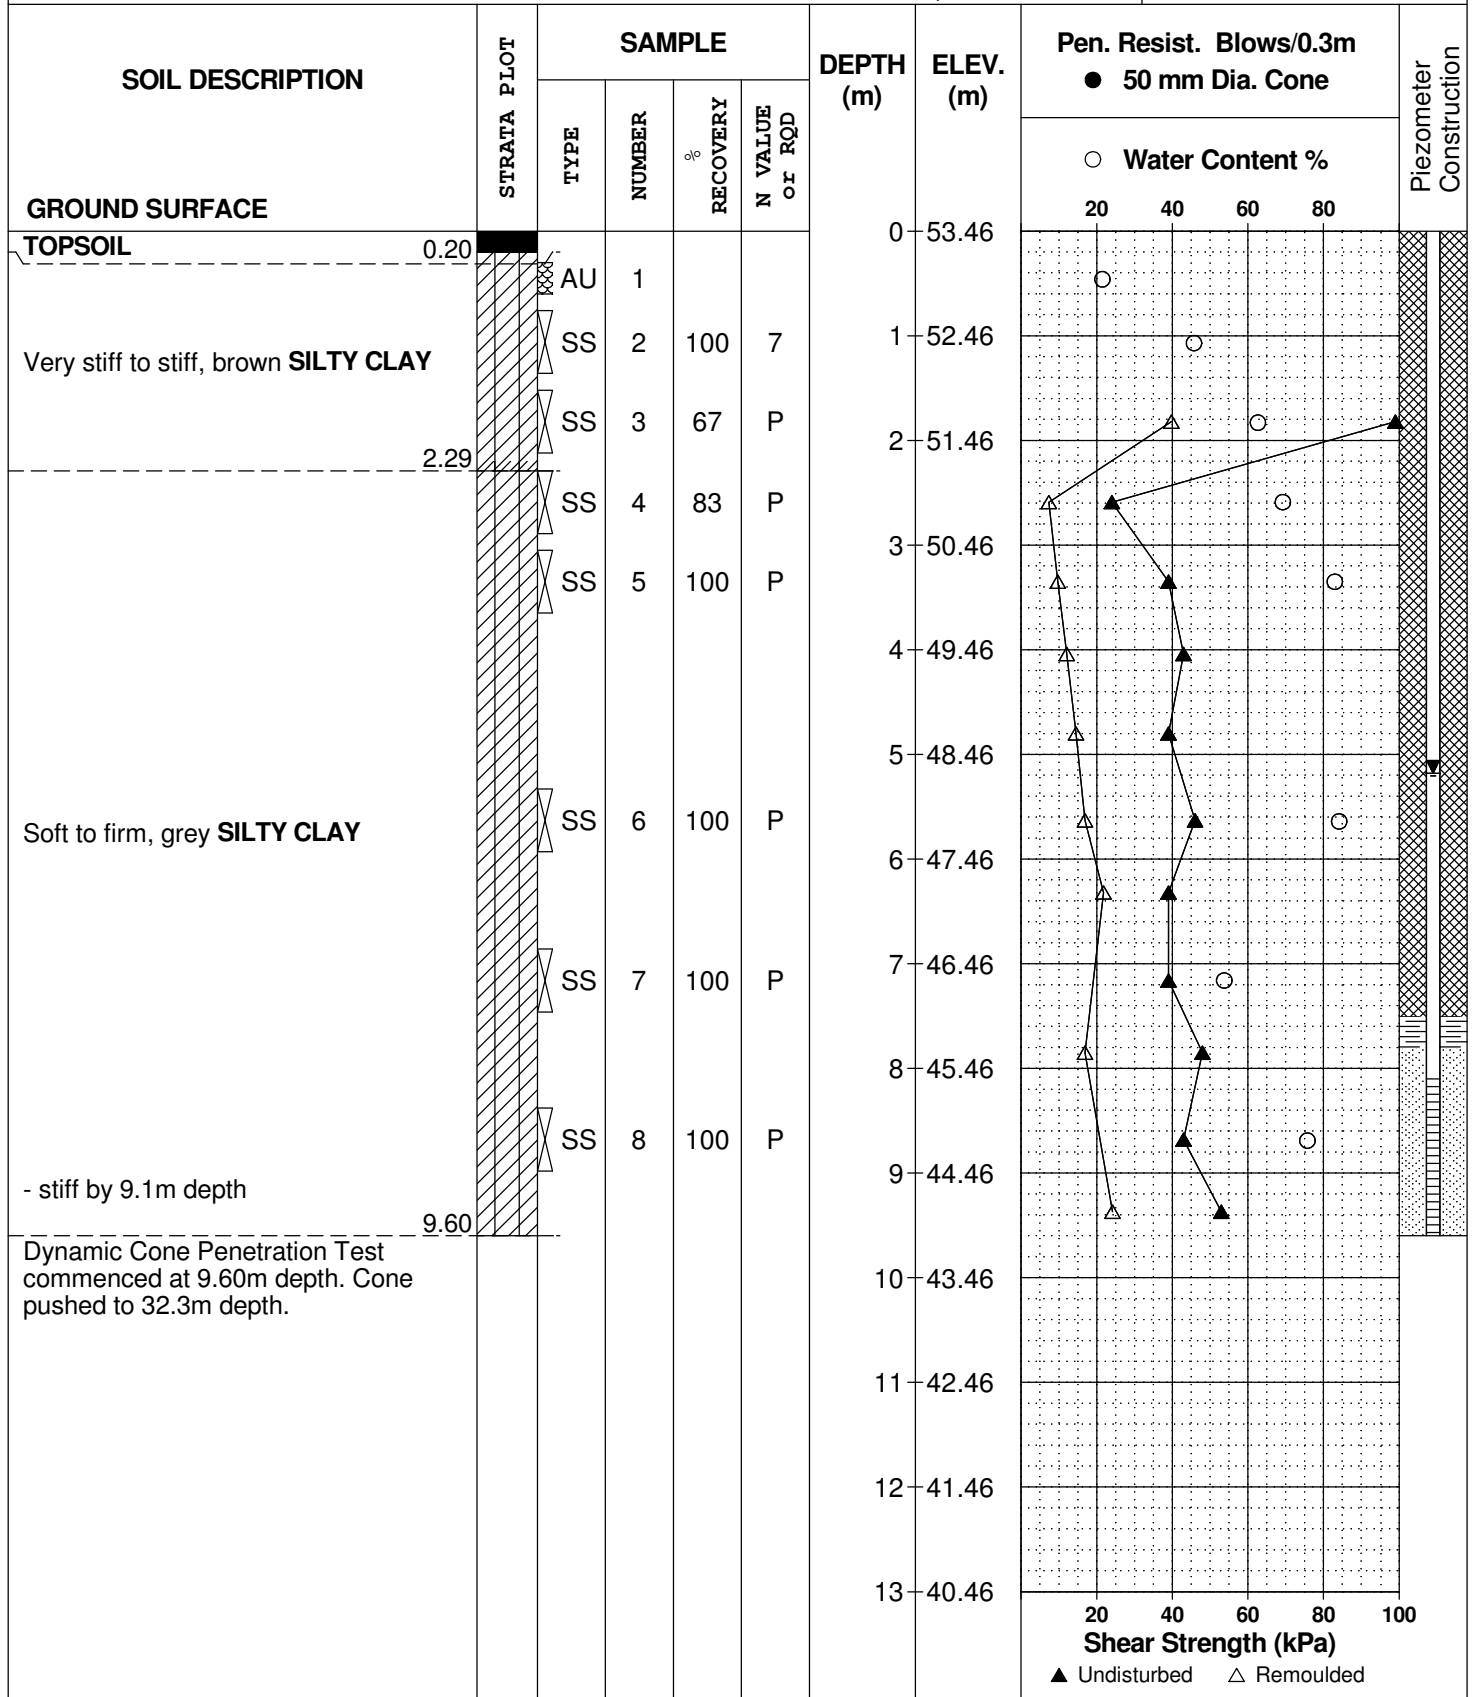 SOIL DESCRIPTION
GROUND SURFACE
STRATA PLOT
SAMPLE
TYPE
NUMBER
%
RECOVERY
N VALUE
or RQD
DEPTH
(m)
ELEV.
(m)
Pen. Resist. Blows/0.3m
● 50 mm Dia. Cone
○ Water Content %
20 40 60 80
Piezometer
Construction
0 53.46
TOPSOIL 0.20
AU 1
1 52.46
SS 2 100 7
Very stiff to stiff, brown SILTY CLAY
SS 3 67 P
2 51.46
2.29
SS 4 83 P
3 50.46
SS 5 100 P
4 49.46
5 48.46
SS 6 100 P
Soft to firm, grey SILTY CLAY
6 47.46
7 46.46
SS 7 100 P
8 45.46
SS 8 100 P
9 44.46
- stiff by 9.1m depth
9.60
Dynamic Cone Penetration Test
commenced at 9.60m depth. Cone
pushed to 32.3m depth.
10 43.46
11 42.46
12 41.46
13 40.46
20 40 60 80 100
Shear Strength (kPa)
▲ Undisturbed △ Remoulded